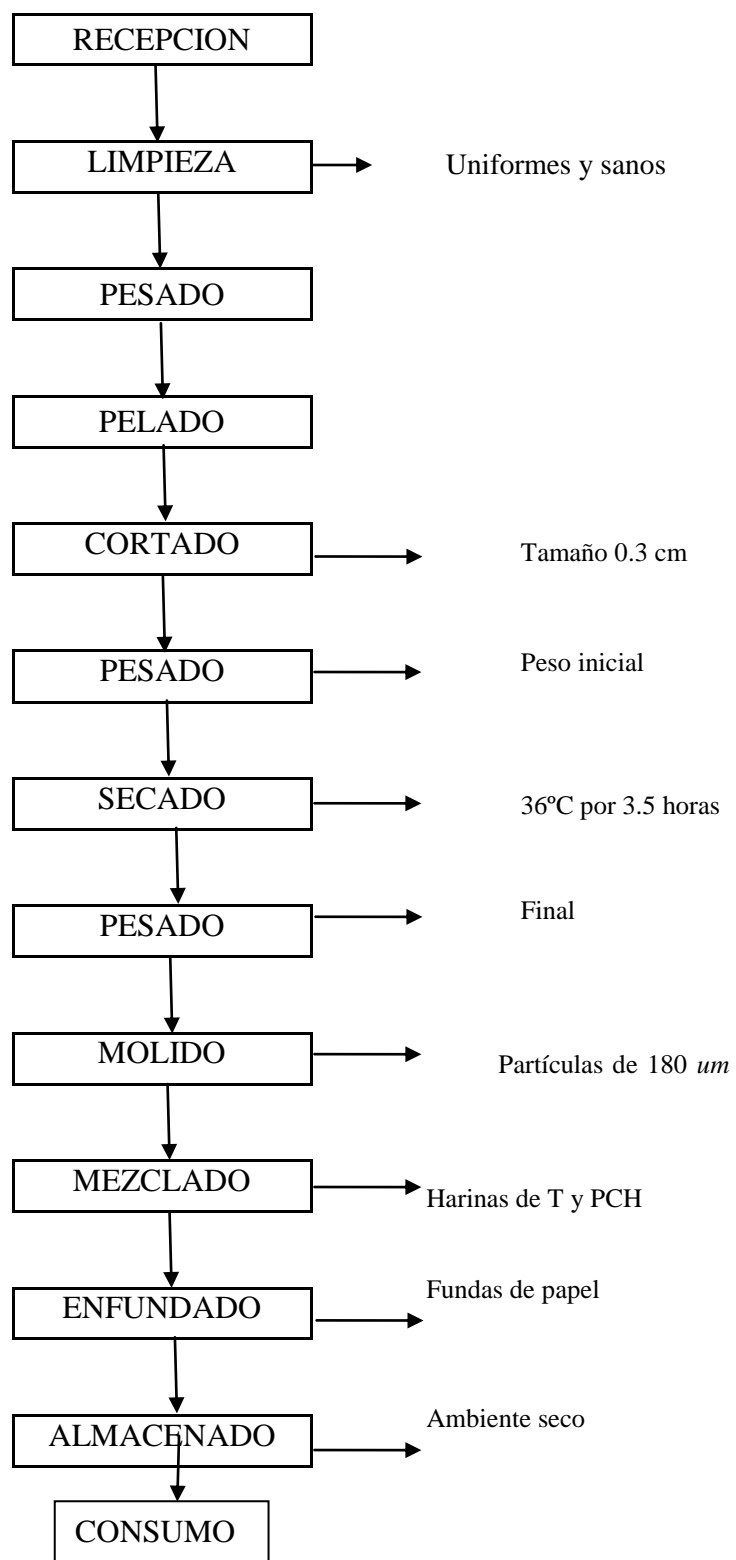 RECEPCION
LIMPIEZA
Uniformes y sanos
PESADO
PELADO
CORTADO
Tamaño 0.3 cm
PESADO
Peso inicial
SECADO
36ºC por 3.5 horas
PESADO
Final
MOLIDO
Partículas de 180 um
MEZCLADO
Harinas de T y PCH
ENFUNDADO
Fundas de papel
ALMACENADO
Ambiente seco
CONSUMO